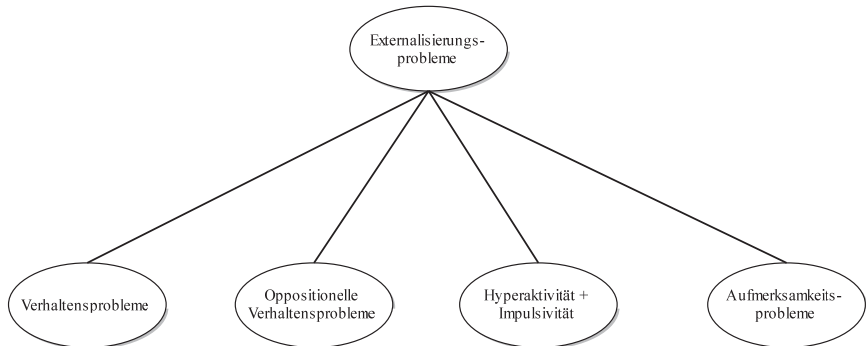 Externalisierungs-
probleme
Verhaltensprobleme
Oppositionelle
Verhaltensprobleme
Hyperaktivität +
Impulsivität
Aufmerksamkeits-
probleme